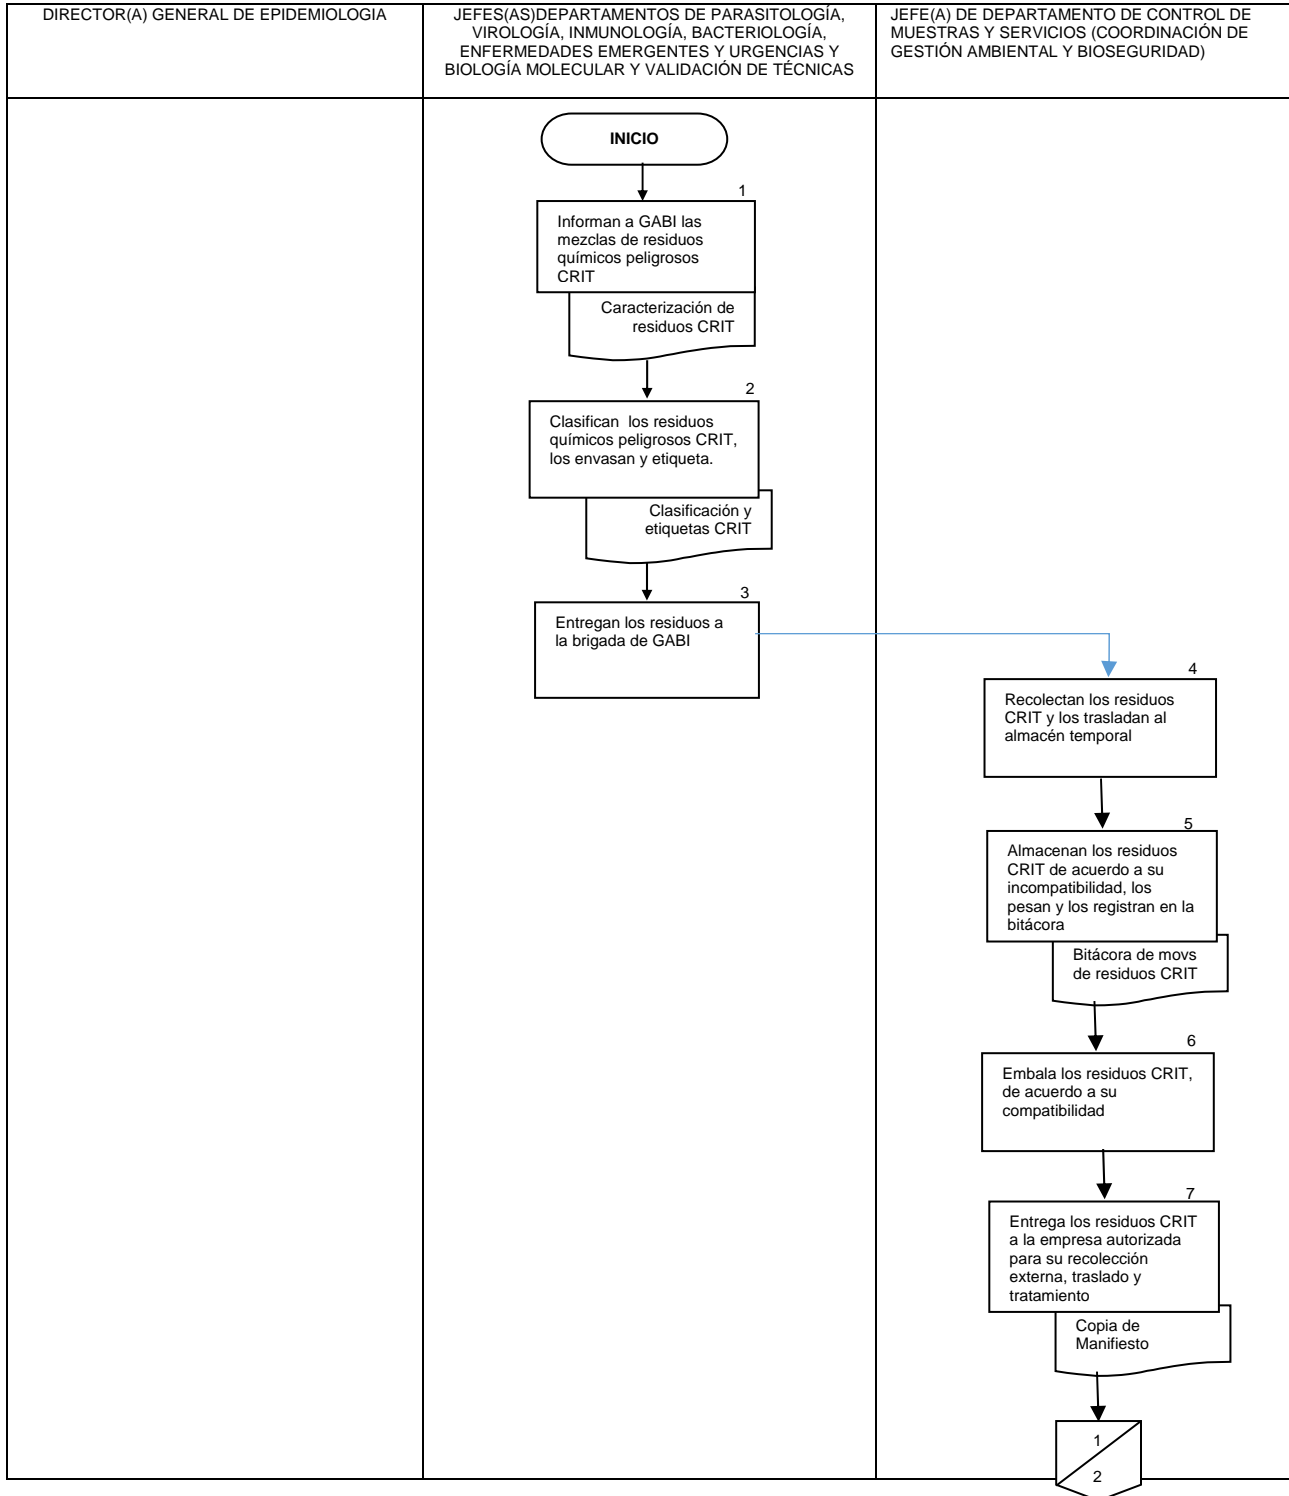 DIRECTOR(A) GENERAL DE EPIDEMIOLOGIA
JEFES(AS)DEPARTAMENTOS DE PARASITOLOGÍA,
VIROLOGÍA, INMUNOLOGÍA, BACTERIOLOGÍA,
ENFERMEDADES EMERGENTES Y URGENCIAS Y
BIOLOGÍA MOLECULAR Y VALIDACIÓN DE TÉCNICAS
JEFE(A) DE DEPARTAMENTO DE CONTROL DE
MUESTRAS Y SERVICIOS (COORDINACIÓN DE
GESTIÓN AMBIENTAL Y BIOSEGURIDAD)
INICIO
1
Informan a GABI las
mezclas de residuos
químicos peligrosos
CRIT
Caracterización de
residuos CRIT
2
Clasifican los residuos
químicos peligrosos CRIT,
los envasan y etiqueta.
Clasificación y
etiquetas CRIT
3
Entregan los residuos a
la brigada de GABI
4
Recolectan los residuos
CRIT y los trasladan al
almacén temporal
5
Almacenan los residuos
CRIT de acuerdo a su
incompatibilidad, los
pesan y los registran en la
bitácora
Bitácora de movs
de residuos CRIT
6
Embala los residuos CRIT,
de acuerdo a su
compatibilidad
7
Entrega los residuos CRIT
a la empresa autorizada
para su recolección
externa, traslado y
tratamiento
Copia de
Manifiesto
1
2